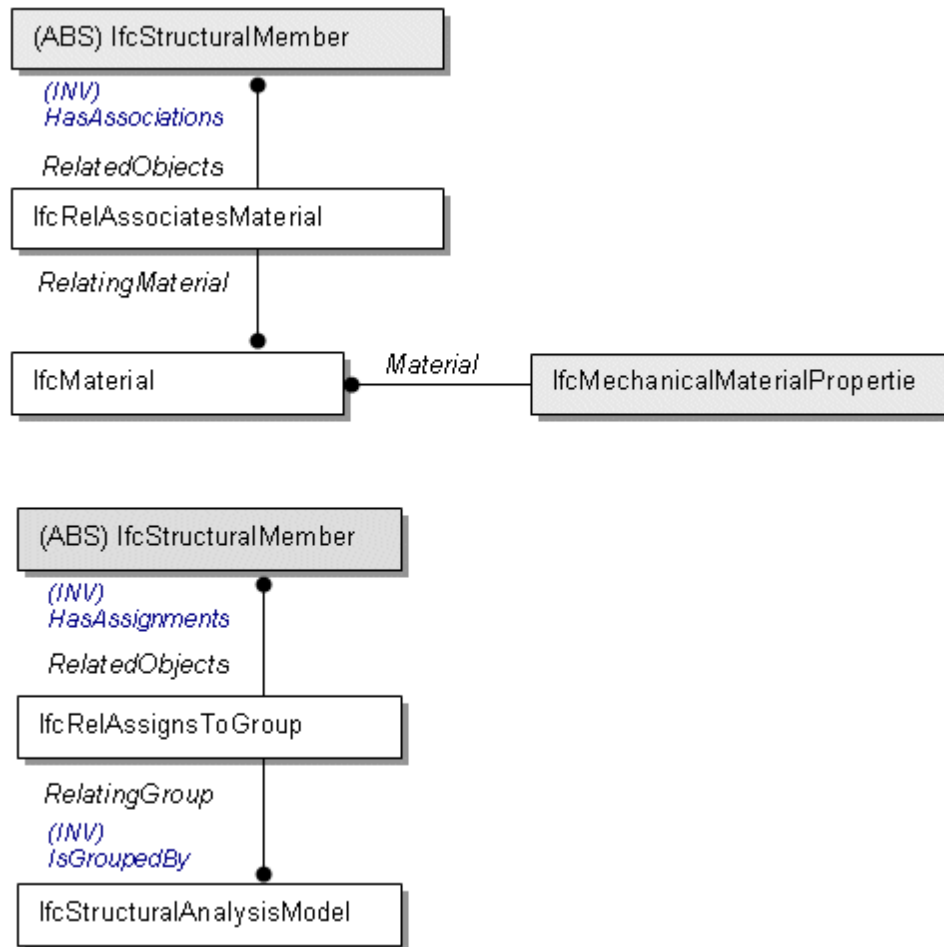 (ABS) IfcStructuralMember
(INV)
HasAssociations
RelatedObjects
IfcRelAssociatesMaterial
RelatingMaterial
IfcMaterial
Material
IfcMechanicalMaterialPropertie
(ABS) IfcStructuralMember
(INV)
HasAssignments
RelatedObjects
IfcRelAssignsToGroup
RelatingGroup
(INV)
IsGroupedBy
IfcStructuralAnalysisModel